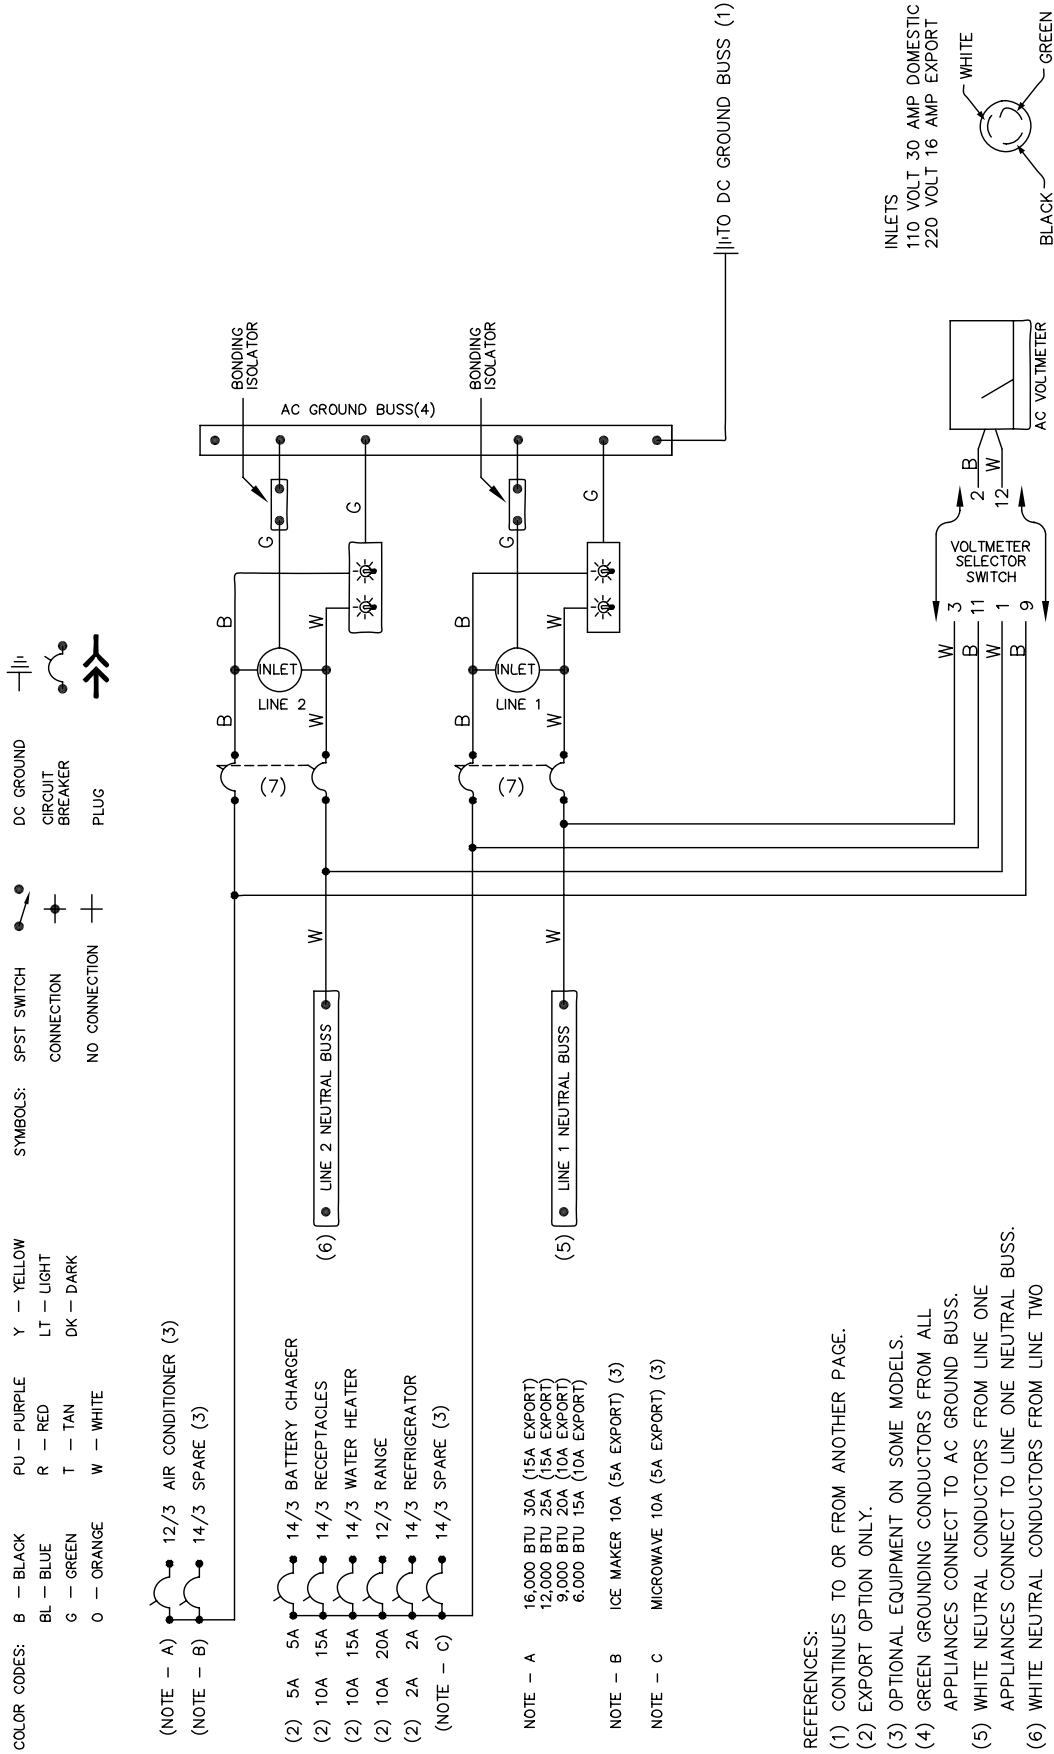 COLOR CODES: B – BLACK PU – PURPLE Y – YELLOW
BL – BLUE R – RED LT – LIGHT
G – GREEN T – TAN DK – DARK
O – ORANGE W – WHITE
SYMBOLS: SPST SWITCH DC GROUND
CONNECTION CIRCUIT
BREAKER
NO CONNECTION PLUG
(NOTE – A) 12/3 AIR CONDITIONER (3)
(NOTE – B) 14/3 SPARE (3)
(2) 5A 5A 14/3 BATTERY CHARGER
(2) 10A 15A 14/3 RECEPTACLES
(2) 10A 15A 14/3 WATER HEATER
(2) 10A 20A 12/3 RANGE
(2) 2A 2A 14/3 REFRIGERATOR
(NOTE – C) 14/3 SPARE (3)
NOTE – A 16,000 BTU 30A (15A EXPORT)
12,000 BTU 25A (15A EXPORT)
9,000 BTU 20A (10A EXPORT)
6.000 BTU 15A (10A EXPORT)
NOTE – B ICE MAKER 10A (5A EXPORT) (3)
NOTE – C MICROWAVE 10A (5A EXPORT) (3)
(6) LINE 2 NEUTRAL BUSS
W
(7)
B
W
INLET
LINE 2
B
W
G
G
BONDING
ISOLATOR
AC GROUND BUSS(4)
(5) LINE 1 NEUTRAL BUSS
W
(7)
B
W
INLET
LINE 1
B
W
G
G
BONDING
ISOLATOR
TO DC GROUND BUSS (1)
W 3
B 11
W 1
B 9
VOLTMETER
SELECTOR
SWITCH
2 B
12 W
AC VOLTMETER
INLETS
110 VOLT 30 AMP DOMESTIC
220 VOLT 16 AMP EXPORT
WHITE
BLACK
GREEN
REFERENCES:
(1) CONTINUES TO OR FROM ANOTHER PAGE.
(2) EXPORT OPTION ONLY.
(3) OPTIONAL EQUIPMENT ON SOME MODELS.
(4) GREEN GROUNDING CONDUCTORS FROM ALL
APPLIANCES CONNECT TO AC GROUND BUSS.
(5) WHITE NEUTRAL CONDUCTORS FROM LINE ONE
APPLIANCES CONNECT TO LINE ONE NEUTRAL BUSS.
(6) WHITE NEUTRAL CONDUCTORS FROM LINE TWO